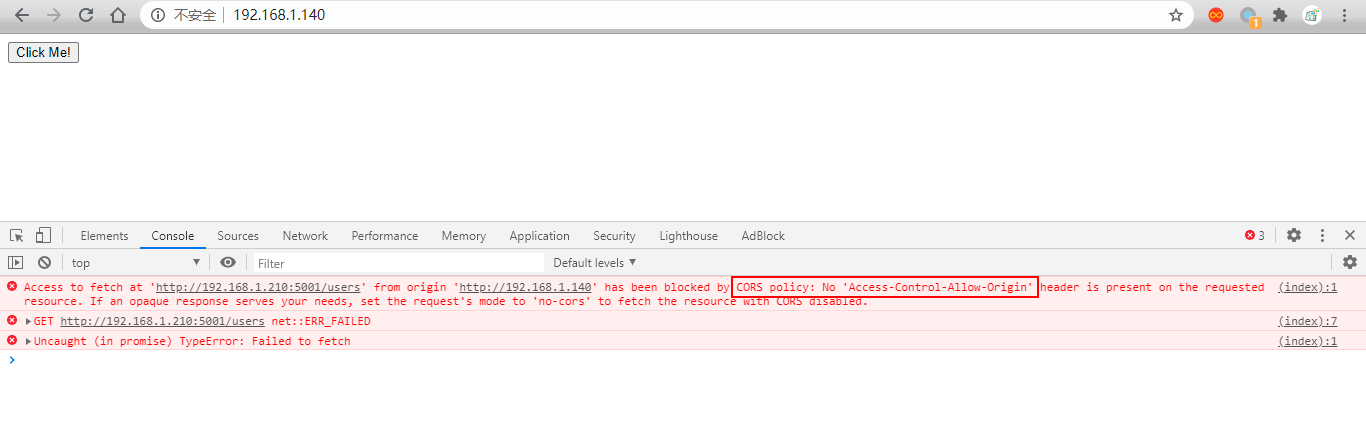 不安全 192.168.1.140
1
Click Me!
Elements Console Sources Network Performance Memory Application Security Lighthouse AdBlock 3
top Filter Default levels
Access to fetch at 'http://192.168.1.210:5001/users' from origin 'http://192.168.1.140' has been blocked by CORS policy: No 'Access-Control-Allow-Origin' header is present on the requested (index):1
resource. If an opaque response serves your needs, set the request's mode to 'no-cors' to fetch the resource with CORS disabled.
GET http://192.168.1.210:5001/users net::ERR_FAILED (index):7
Uncaught (in promise) TypeError: Failed to fetch (index):1